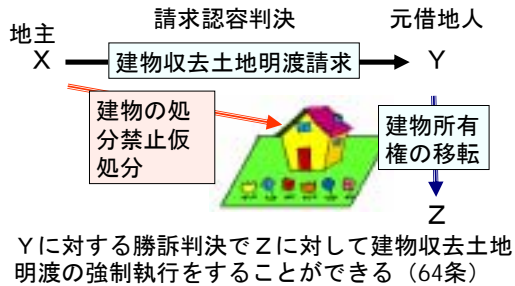 請求認容判決
地主
元借地人
X
建物収去土地明渡請求
Y
建物の処
分禁止仮
処分
建物所有
権の移転
Z
Yに対する勝訴判決でZに対して建物収去土地
明渡の強制執行をすることができる（64条）